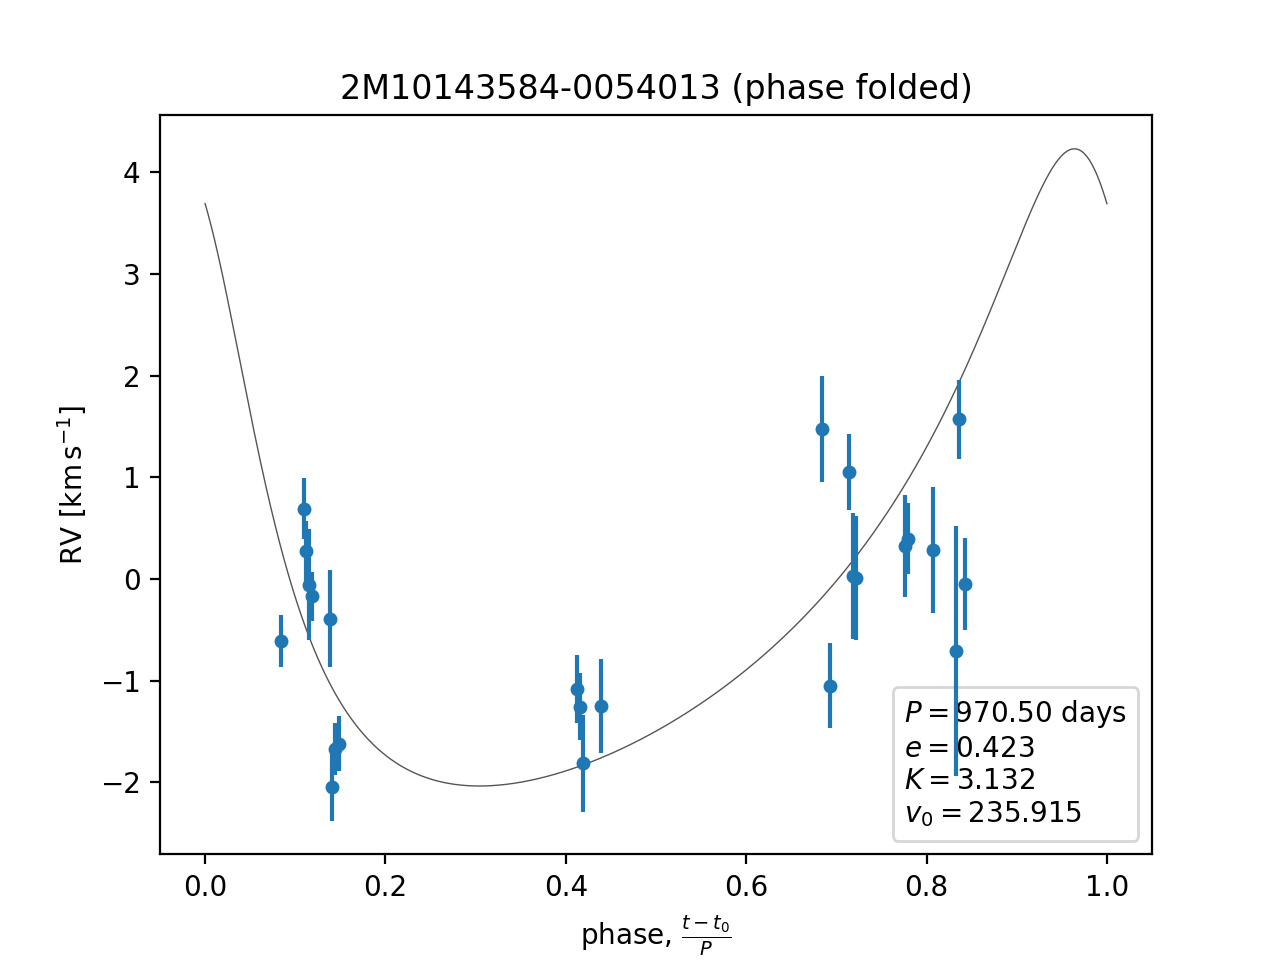 2M10143584-0054013 (phase folded)
4
3
2
1
0
−1
−2
RV [km s⁻¹]
P = 970.50 days
e = 0.423
K = 3.132
v₀ = 235.915
0.0 0.2 0.4 0.6 0.8 1.0
phase, (t − t₀)/P